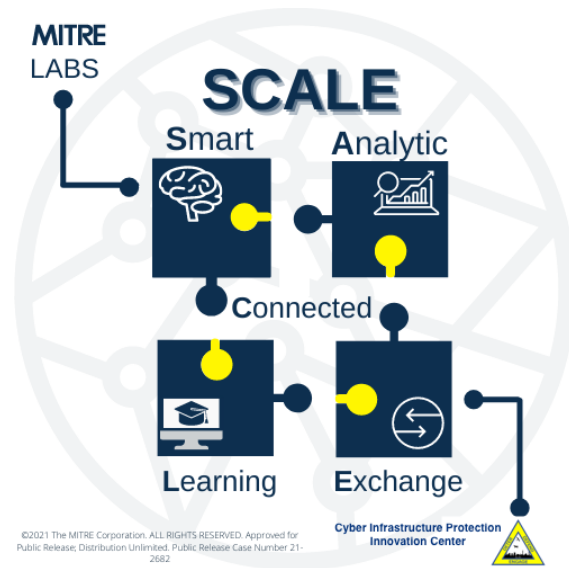 MITRE
LABS
SCALE
Smart
Analytic
Connected
Learning
Exchange
Cyber Infrastructure Protection
Innovation Center
ENGAGE
©2021 The MITRE Corporation. ALL RIGHTS RESERVED. Approved for
Public Release; Distribution Unlimited. Public Release Case Number 21-
2682